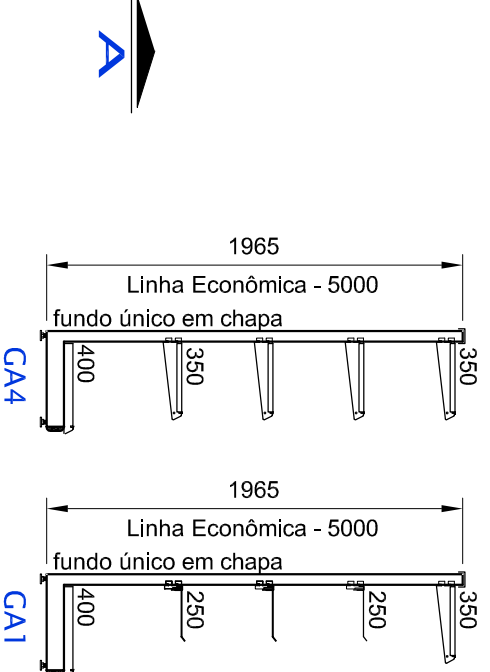 A
1965
Linha Econômica - 5000
fundo único em chapa
400
350
350
GA4
1965
Linha Econômica - 5000
fundo único em chapa
400
250
250
350
GA1